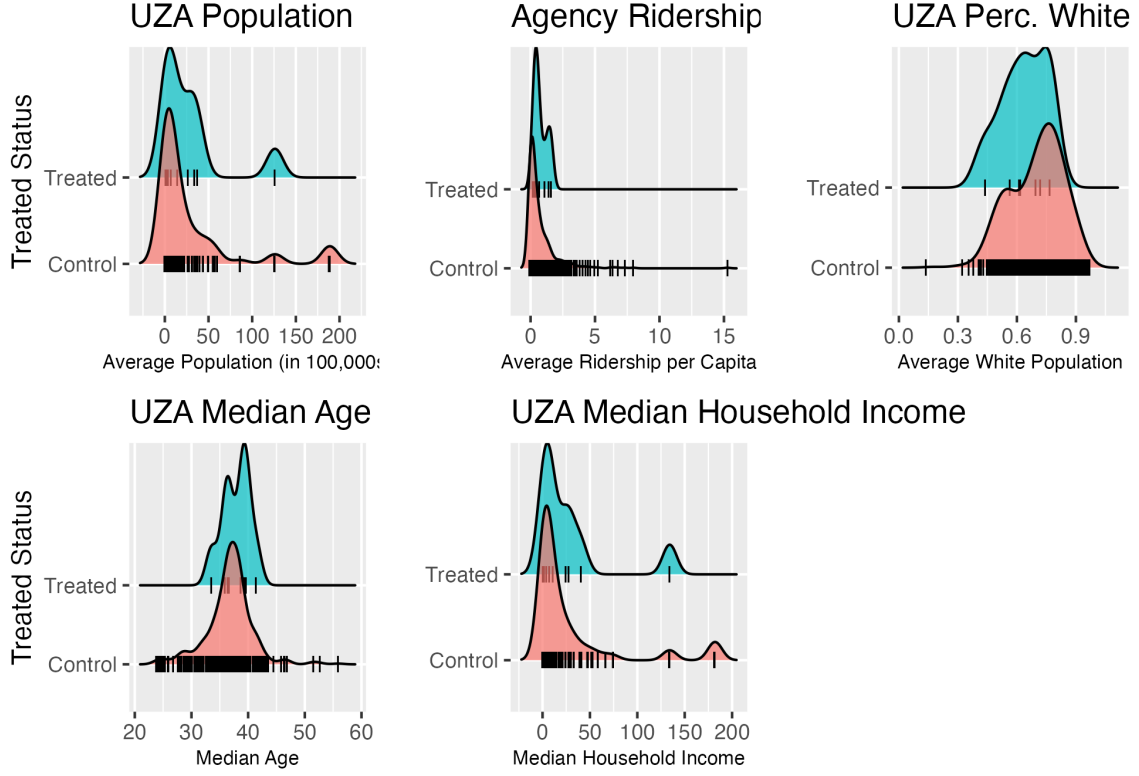 UZA Population
Treated Status
Treated
Control
0 50 100 150 200
Average Population (in 100,000s
Agency Ridership
Treated
Control
0 5 10 15
Average Ridership per Capita
UZA Perc. White
Treated
Control
0.0 0.3 0.6 0.9
Average White Population
UZA Median Age
Treated Status
Treated
Control
20 30 40 50 60
Median Age
UZA Median Household Income
Treated
Control
0 50 100 150 200
Median Household Income